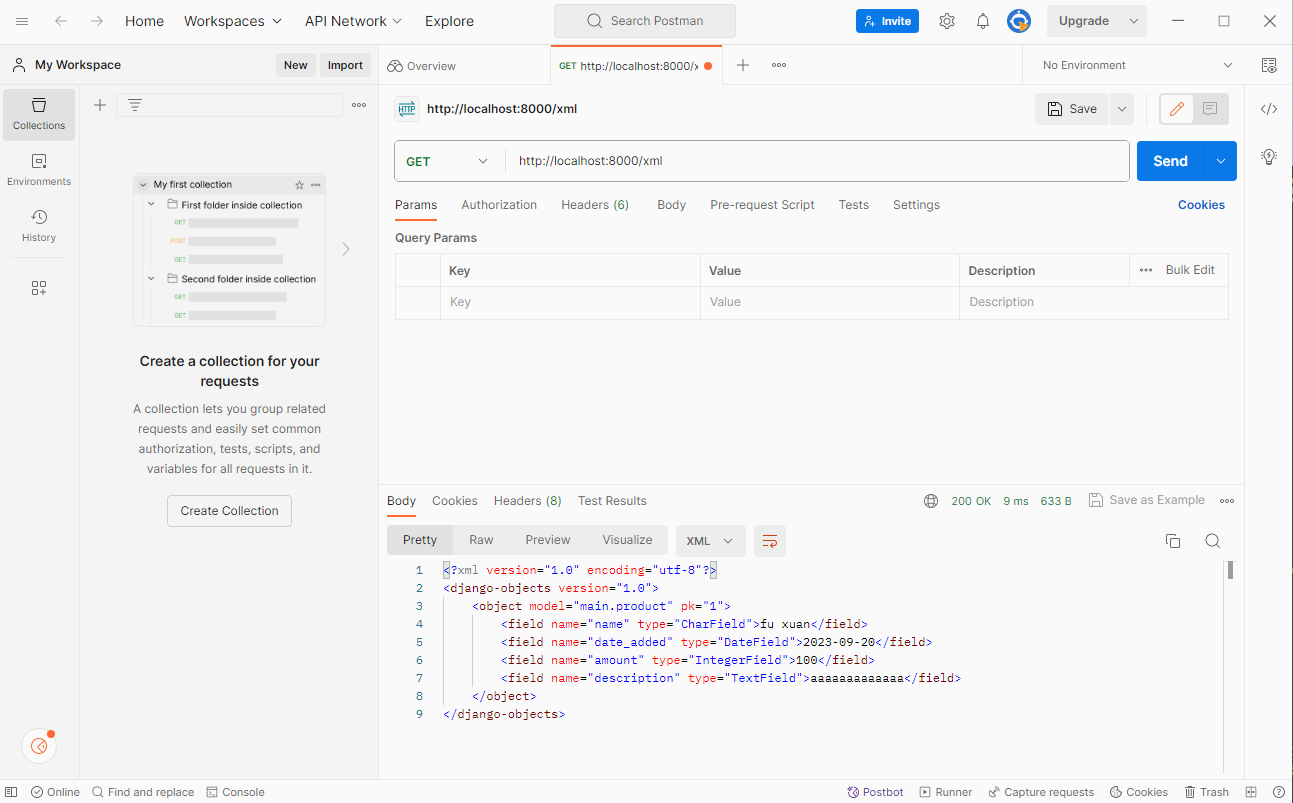 Home Workspaces API Network Explore Search Postman Invite Upgrade
My Workspace New Import Overview GET http://localhost:8000/x No Environment
Collections
Environments
History
My first collection
First folder inside collection
GET
POST
GET
Second folder inside collection
GET
GET
Create a collection for your
requests
A collection lets you group related
requests and easily set common
authorization, tests, scripts, and
variables for all requests in it.
Create Collection
HTTP http://localhost:8000/xml Save
GET http://localhost:8000/xml Send
Params Authorization Headers (6) Body Pre-request Script Tests Settings Cookies
Query Params
Key Value Description Bulk Edit
Key Value Description
Body Cookies Headers (8) Test Results 200 OK 9 ms 633 B Save as Example
Pretty Raw Preview Visualize XML
1 <?xml version="1.0" encoding="utf-8"?>
2 <django-objects version="1.0">
3 <object model="main.product" pk="1">
4 <field name="name" type="CharField">fu xuan</field>
5 <field name="date_added" type="DateField">2023-09-20</field>
6 <field name="amount" type="IntegerField">100</field>
7 <field name="description" type="TextField">aaaaaaaaaaaaa</field>
8 </object>
9 </django-objects>
Online Find and replace Console Postbot Runner Capture requests Cookies Trash